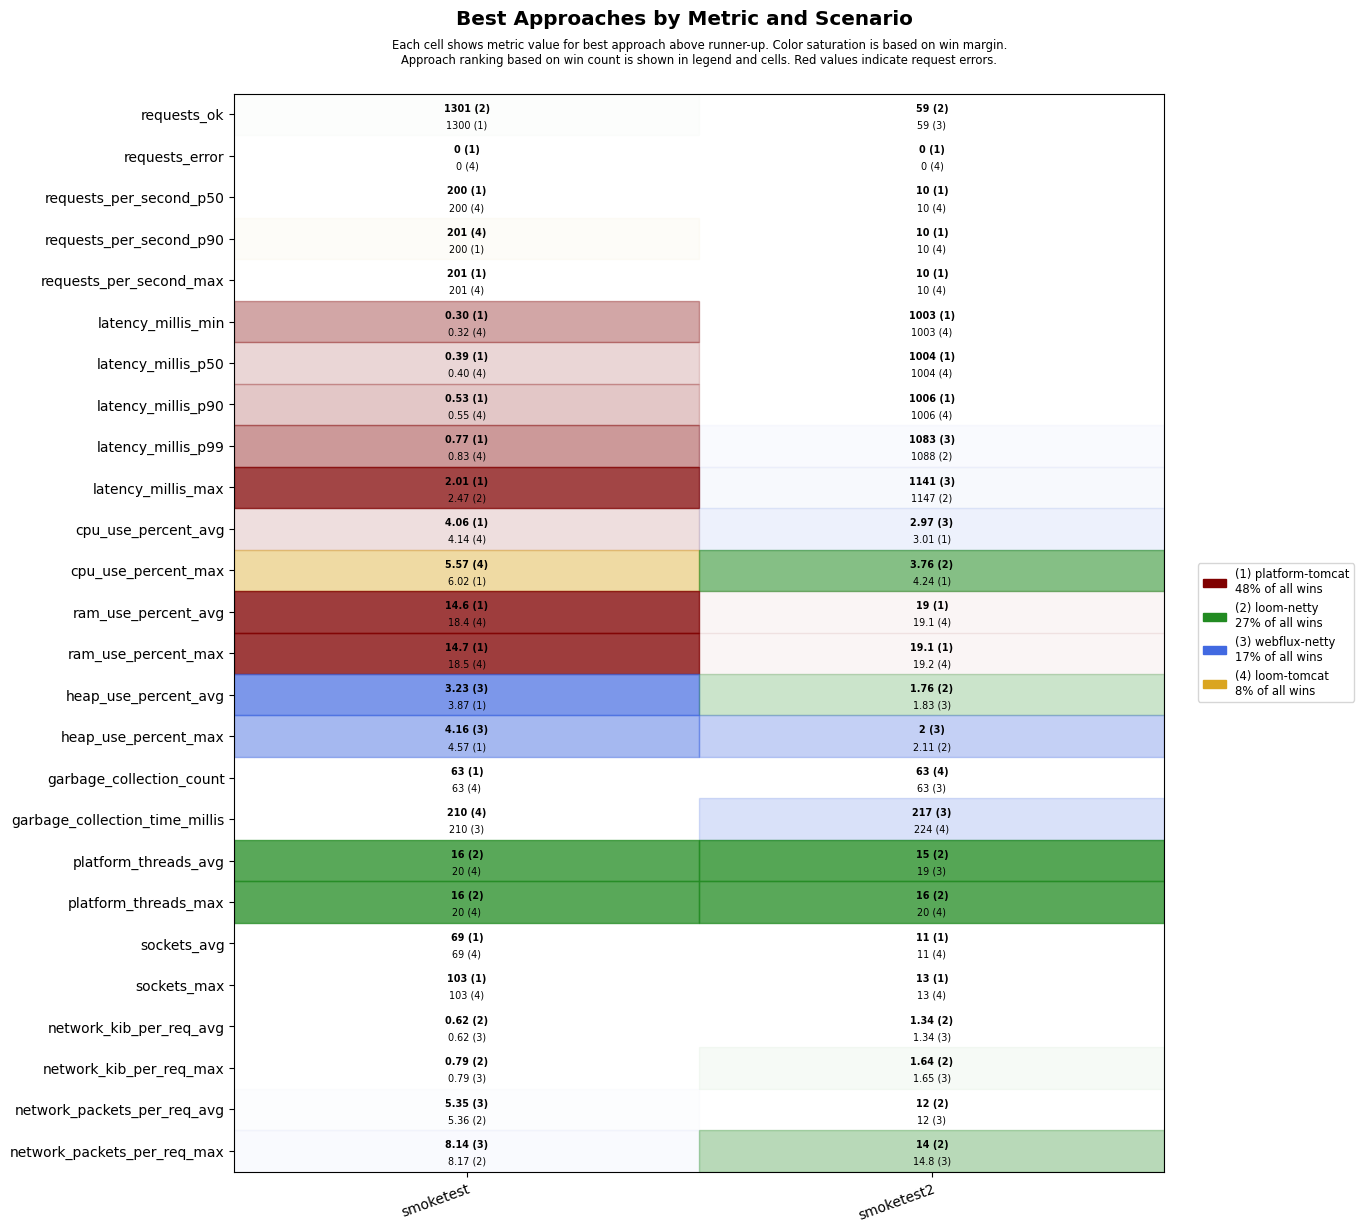 Best Approaches by Metric and Scenario
Each cell shows metric value for best approach above runner-up. Color saturation is based on win margin.
Approach ranking based on win count is shown in legend and cells. Red values indicate request errors.
requests_ok
1301 (2)
1300 (1)
59 (2)
59 (3)
requests_error
0 (1)
0 (4)
0 (1)
0 (4)
requests_per_second_p50
200 (1)
200 (4)
10 (1)
10 (4)
requests_per_second_p90
201 (4)
200 (1)
10 (1)
10 (4)
requests_per_second_max
201 (1)
201 (4)
10 (1)
10 (4)
latency_millis_min
0.30 (1)
0.32 (4)
1003 (1)
1003 (4)
latency_millis_p50
0.39 (1)
0.40 (4)
1004 (1)
1004 (4)
latency_millis_p90
0.53 (1)
0.55 (4)
1006 (1)
1006 (4)
latency_millis_p99
0.77 (1)
0.83 (4)
1083 (3)
1088 (2)
latency_millis_max
2.01 (1)
2.47 (2)
1141 (3)
1147 (2)
cpu_use_percent_avg
4.06 (1)
4.14 (4)
2.97 (3)
3.01 (1)
cpu_use_percent_max
5.57 (4)
6.02 (1)
3.76 (2)
4.24 (1)
ram_use_percent_avg
14.6 (1)
18.4 (4)
19 (1)
19.1 (4)
ram_use_percent_max
14.7 (1)
18.5 (4)
19.1 (1)
19.2 (4)
heap_use_percent_avg
3.23 (3)
3.87 (1)
1.76 (2)
1.83 (3)
heap_use_percent_max
4.16 (3)
4.57 (1)
2 (3)
2.11 (2)
garbage_collection_count
63 (1)
63 (4)
63 (4)
63 (3)
garbage_collection_time_millis
210 (4)
210 (3)
217 (3)
224 (4)
platform_threads_avg
16 (2)
20 (4)
15 (2)
19 (3)
platform_threads_max
16 (2)
20 (4)
16 (2)
20 (4)
sockets_avg
69 (1)
69 (4)
11 (1)
11 (4)
sockets_max
103 (1)
103 (4)
13 (1)
13 (4)
network_kib_per_req_avg
0.62 (2)
0.62 (3)
1.34 (2)
1.34 (3)
network_kib_per_req_max
0.79 (2)
0.79 (3)
1.64 (2)
1.65 (3)
network_packets_per_req_avg
5.35 (3)
5.36 (2)
12 (2)
12 (3)
network_packets_per_req_max
8.14 (3)
8.17 (2)
14 (2)
14.8 (3)
smoketest
smoketest2
(1) platform-tomcat
48% of all wins
(2) loom-netty
27% of all wins
(3) webflux-netty
17% of all wins
(4) loom-tomcat
8% of all wins